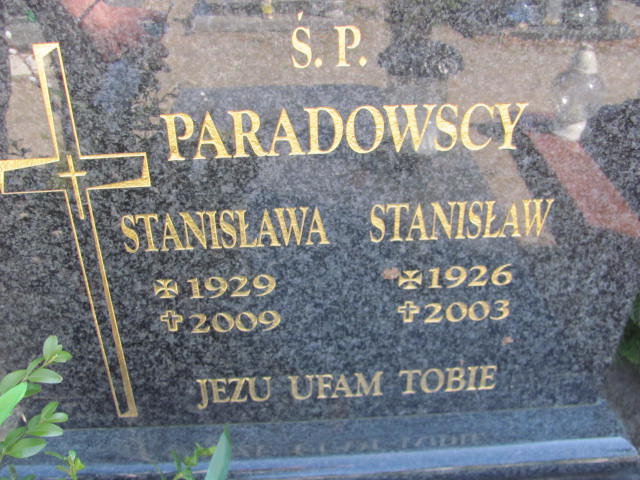 Ś. P.
PARADOWSCY
STANISŁAWA STANISŁAW
1929 1926
2009 2003
JEZU UFAM TOBIE